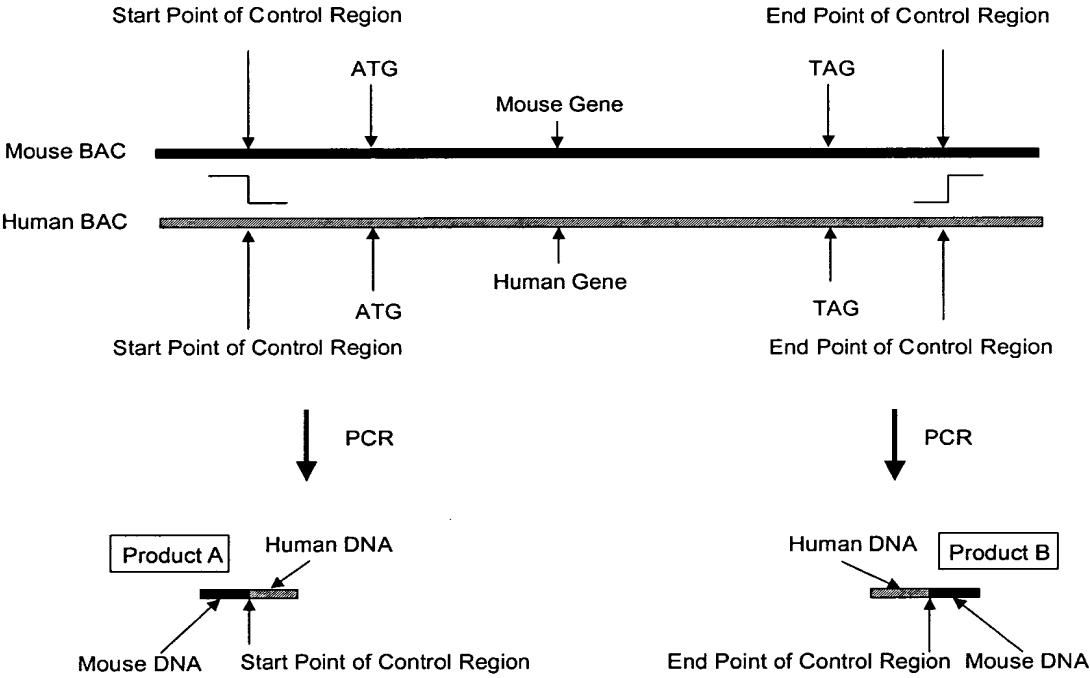 Start Point of Control Region
End Point of Control Region
ATG
TAG
Mouse Gene
Mouse BAC
Human BAC
Human Gene
ATG
TAG
Start Point of Control Region
End Point of Control Region
PCR
PCR
Product A
Human DNA
Human DNA
Product B
Mouse DNA
Start Point of Control Region
End Point of Control Region
Mouse DNA